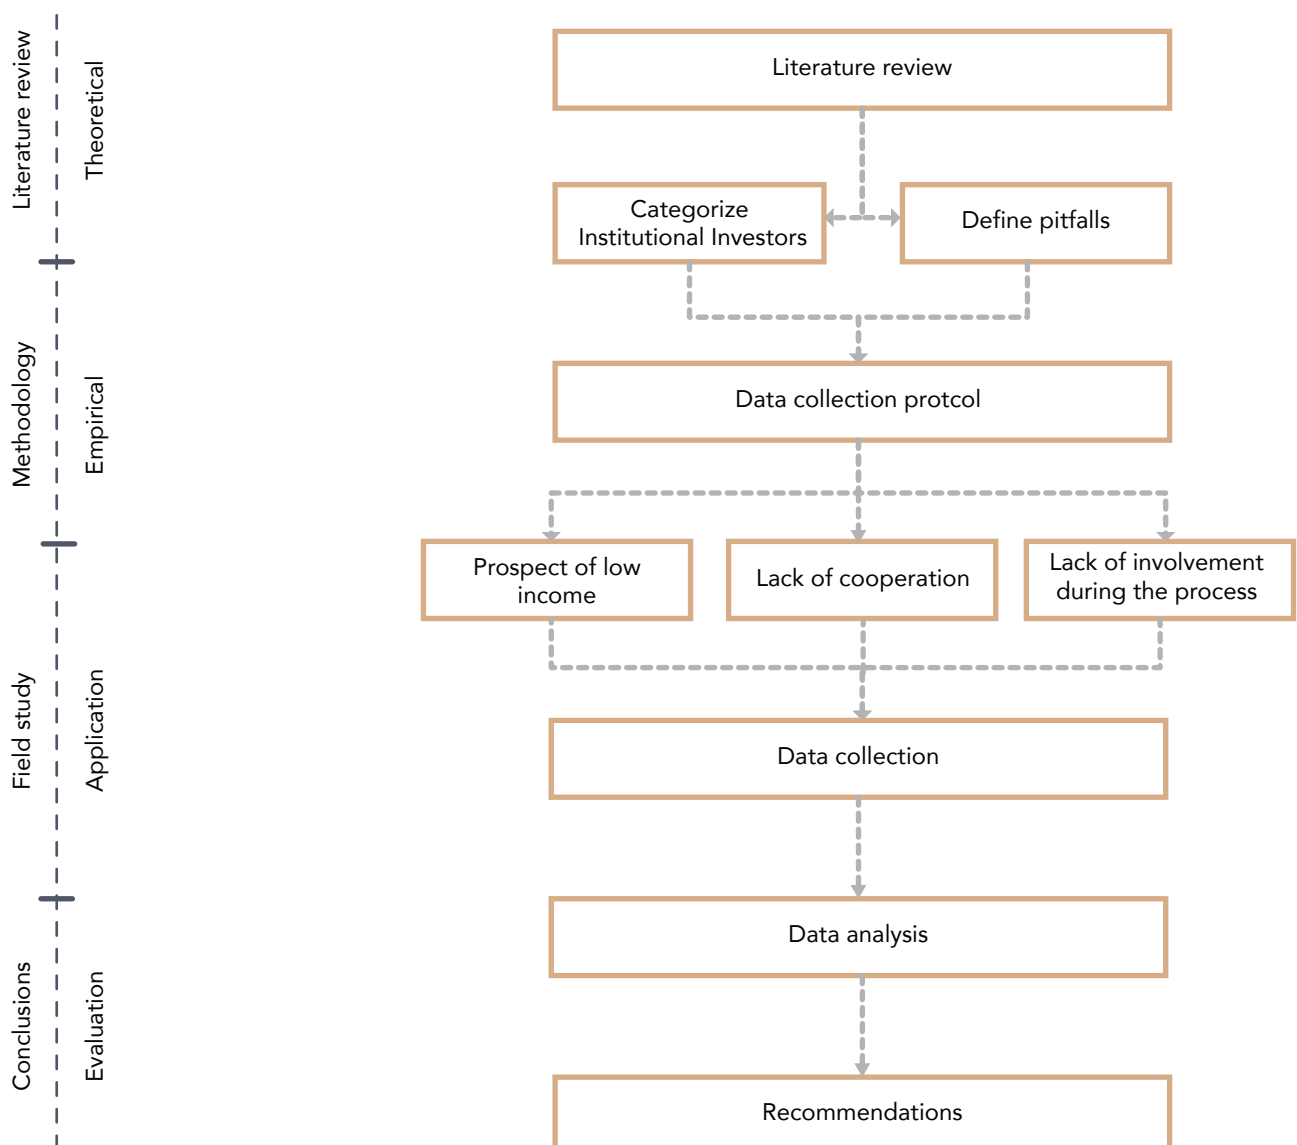 Literature review
Theoretical
Literature review
Categorize
Institutional Investors
Define pitfalls
Methodology
Empirical
Data collection protcol
Prospect of low
income
Lack of cooperation
Lack of involvement
during the process
Field study
Application
Data collection
Conclusions
Evaluation
Data analysis
Recommendations